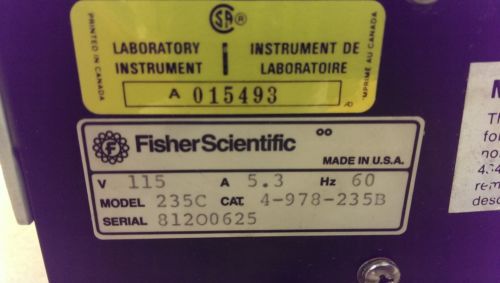 CSA
LABORATORY INSTRUMENT DE
INSTRUMENT LABORATOIRE
PRINTED IN CANADA
IMPRIMÉ AU CANADA
A 015493
F FisherScientific
MADE IN U.S.A.
V 115 A 5.3 Hz 60
MODEL 235C CAT. 4-978-235B
SERIAL 81200625